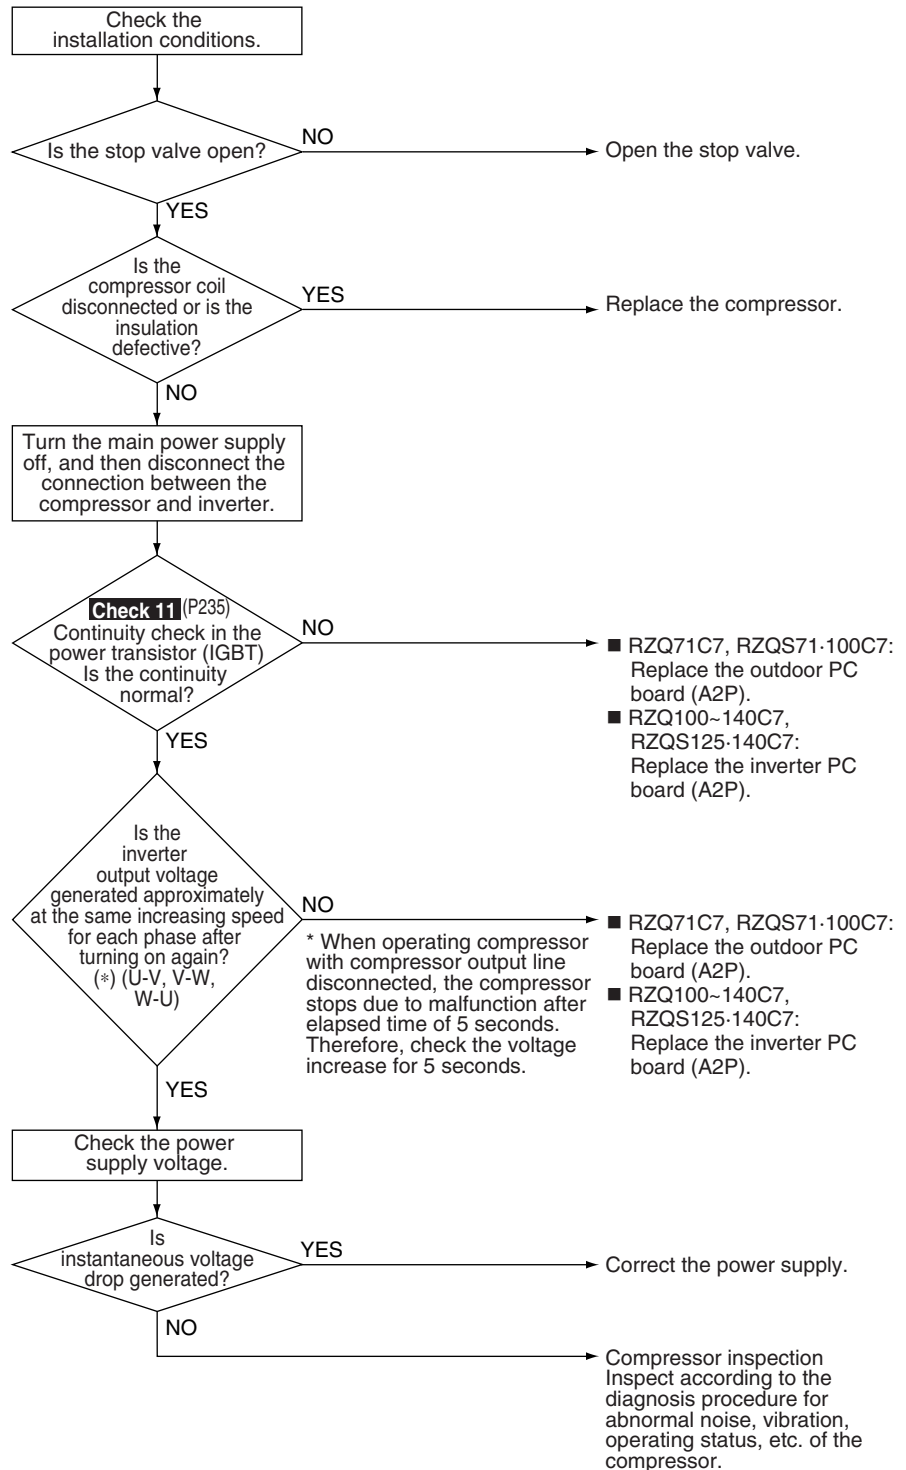 Check the
installation conditions.
Is the stop valve open?
NO
Open the stop valve.
YES
Is the
compressor coil
disconnected or is the
insulation
defective?
YES
Replace the compressor.
NO
Turn the main power supply
off, and then disconnect the
connection between the
compressor and inverter.
Check 11 (P235)
Continuity check in the
power transistor (IGBT)
Is the continuity
normal?
NO
■ RZQ71C7, RZQS71·100C7:
Replace the outdoor PC
board (A2P).
■ RZQ100~140C7,
RZQS125·140C7:
Replace the inverter PC
board (A2P).
YES
Is the
inverter
output voltage
generated approximately
at the same increasing speed
for each phase after
turning on again?
(*) (U-V, V-W,
W-U)
NO
* When operating compressor
with compressor output line
disconnected, the compressor
stops due to malfunction after
elapsed time of 5 seconds.
Therefore, check the voltage
increase for 5 seconds.
■ RZQ71C7, RZQS71·100C7:
Replace the outdoor PC
board (A2P).
■ RZQ100~140C7,
RZQS125·140C7:
Replace the inverter PC
board (A2P).
YES
Check the power
supply voltage.
Is
instantaneous voltage
drop generated?
YES
Correct the power supply.
NO
Compressor inspection
Inspect according to the
diagnosis procedure for
abnormal noise, vibration,
operating status, etc. of the
compressor.